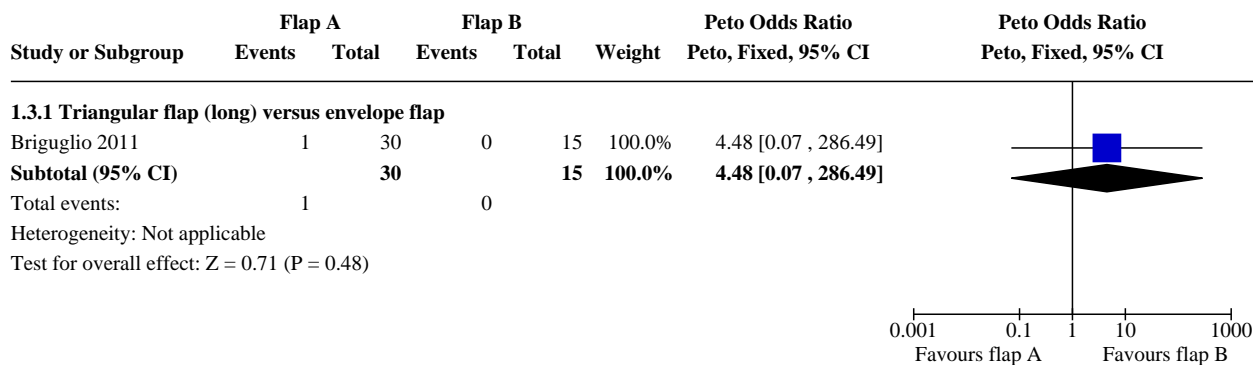 Flap A Flap B Peto Odds Ratio Peto Odds Ratio
Study or Subgroup Events Total Events Total Weight Peto, Fixed, 95% CI Peto, Fixed, 95% CI
1.3.1 Triangular flap (long) versus envelope flap
Briguglio 2011 1 30 0 15 100.0% 4.48 [0.07 , 286.49]
Subtotal (95% CI) 30 15 100.0% 4.48 [0.07 , 286.49]
Total events: 1 0
Heterogeneity: Not applicable
Test for overall effect: Z = 0.71 (P = 0.48)
0.001 0.1 1 10 1000
Favours flap A Favours flap B